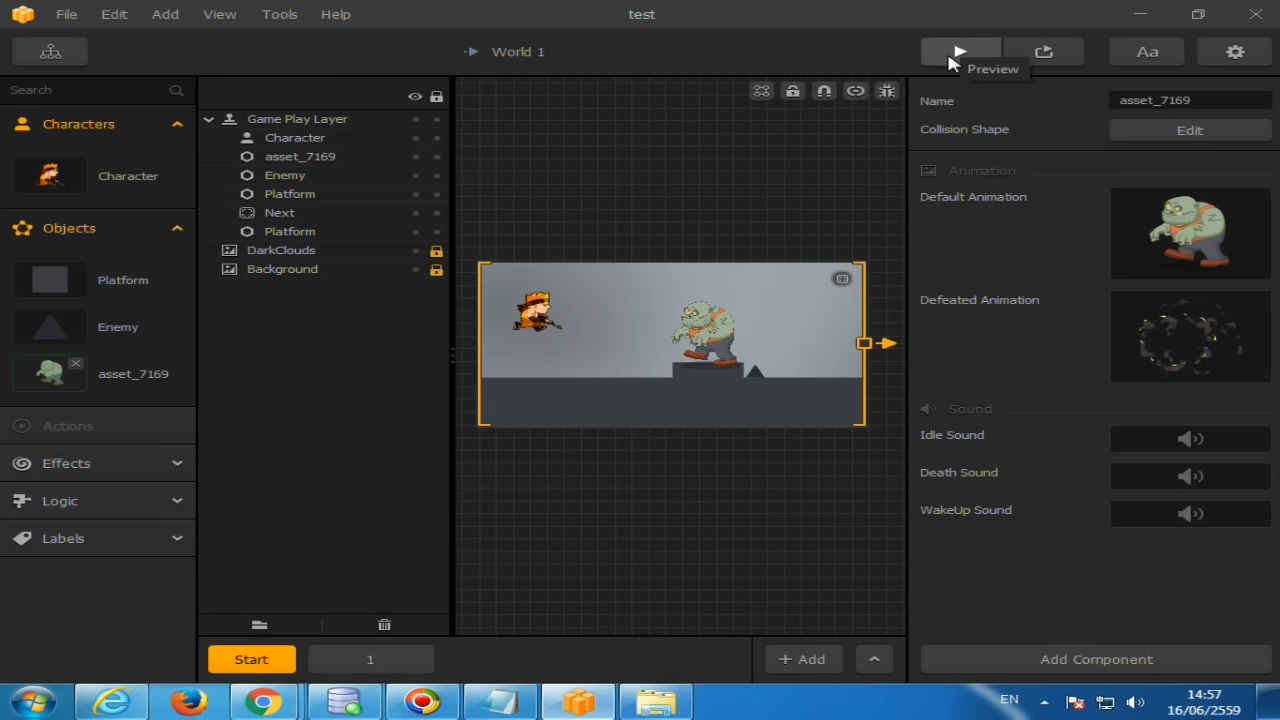 File Edit Add View Tools Help test
World 1
Aa
Preview
Search
Characters
Character
Objects
Platform
Enemy
asset_7169
Actions
Effects
Logic
Labels
Game Play Layer
Character
asset_7169
Enemy
Platform
Next
Platform
DarkClouds
Background
Name asset_7169
Collision Shape Edit
Animation
Default Animation
Defeated Animation
Sound
Idle Sound
Death Sound
WakeUp Sound
Start 1 + Add Add Component
EN 14:57
16/06/2559